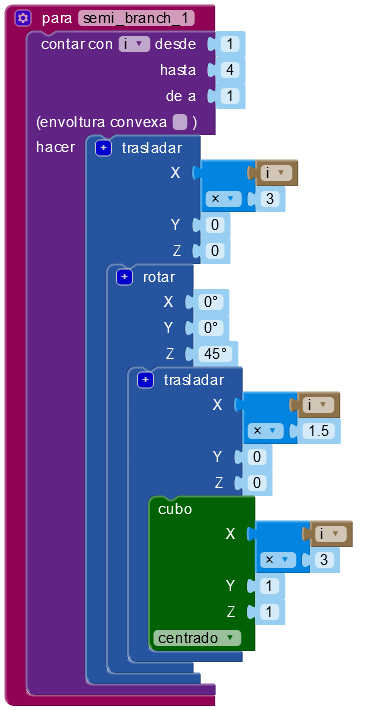 para semi_branch_1
contar con i desde 1
hasta 4
de a 1
(envoltura convexa )
hacer trasladar
X i
× 3
Y 0
Z 0
rotar
X 0°
Y 0°
Z 45°
trasladar
X i
× 1.5
Y 0
Z 0
cubo
X i
× 3
Y 1
Z 1
centrado